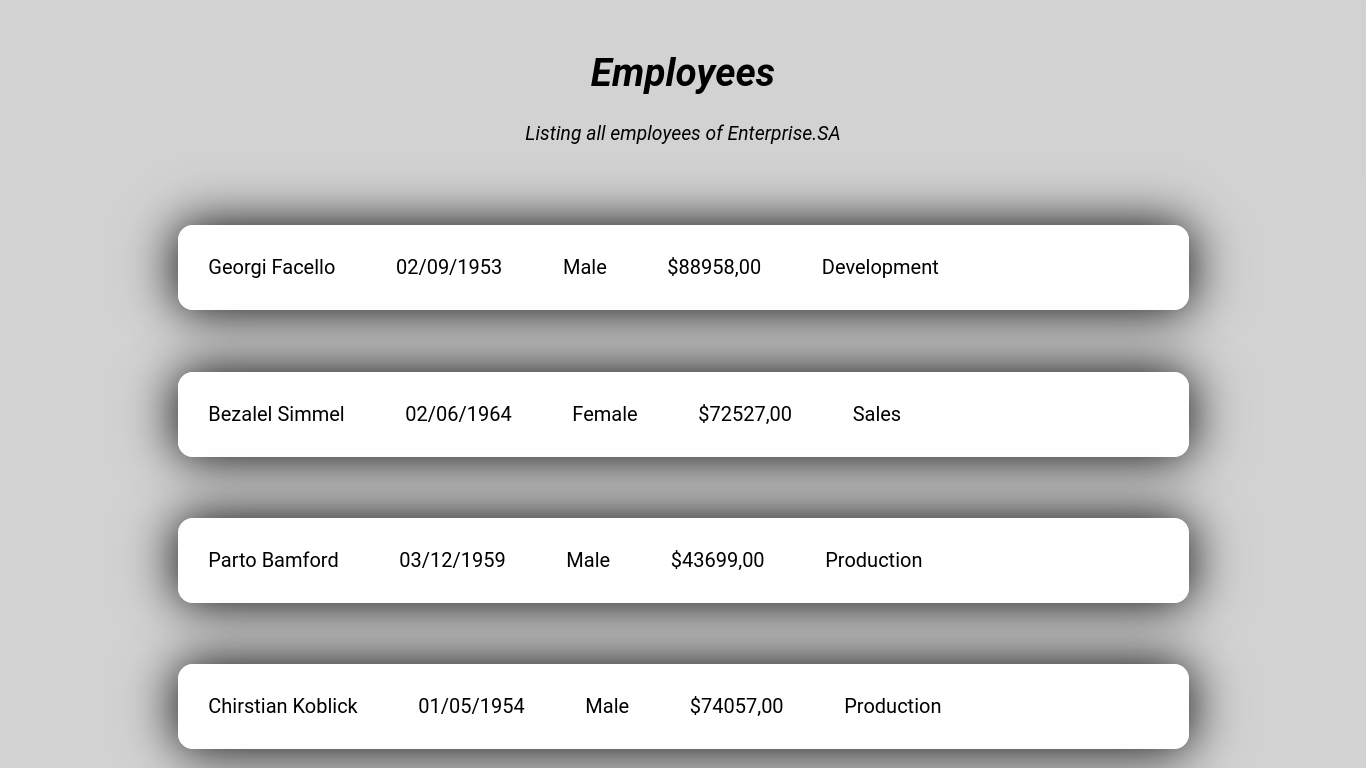 Employees
Listing all employees of Enterprise.SA
Georgi Facello 02/09/1953 Male $88958,00 Development
Bezalel Simmel 02/06/1964 Female $72527,00 Sales
Parto Bamford 03/12/1959 Male $43699,00 Production
Chirstian Koblick 01/05/1954 Male $74057,00 Production